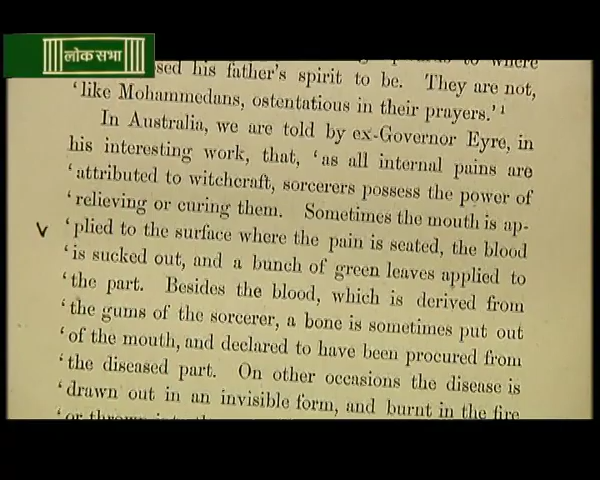 लोक सभा
to where
sed his father's spirit to be. They are not,
'like Mohammedans, ostentatious in their prayers.'1
In Australia, we are told by ex-Governor Eyre, in
his interesting work, that, 'as all internal pains are
'attributed to witchcraft, sorcerers possess the power of
'relieving or curing them. Sometimes the mouth is ap-
'plied to the surface where the pain is seated, the blood
'is sucked out, and a bunch of green leaves applied to
'the part. Besides the blood, which is derived from
'the gums of the sorcerer, a bone is sometimes put out
'of the mouth, and declared to have been procured from
'the diseased part. On other occasions the disease is
'drawn out in an invisible form, and burnt in the fire
'or thrown